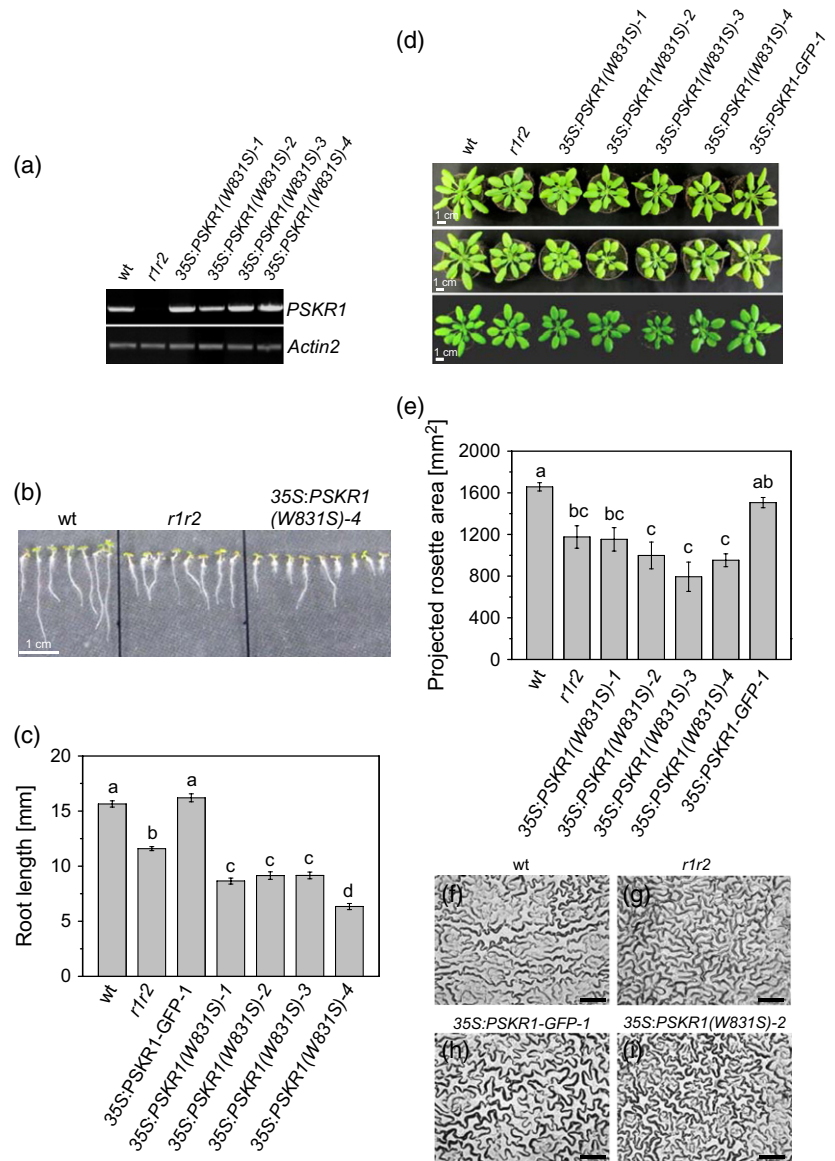 (a)
wt
r1r2
35S:PSKR1(W831S)-1
35S:PSKR1(W831S)-2
35S:PSKR1(W831S)-3
35S:PSKR1(W831S)-4
PSKR1
Actin2
(b)
wt
r1r2
35S:PSKR1
(W831S)-4
1 cm
(c)
Root length [mm]
20
15
10
5
0
a
b
a
c
c
c
d
wt
r1r2
35S:PSKR1-GFP-1
35S:PSKR1(W831S)-1
35S:PSKR1(W831S)-2
35S:PSKR1(W831S)-3
35S:PSKR1(W831S)-4
(d)
wt
r1r2
35S:PSKR1(W831S)-1
35S:PSKR1(W831S)-2
35S:PSKR1(W831S)-3
35S:PSKR1(W831S)-4
35S:PSKR1-GFP-1
1 cm
1 cm
1 cm
(e)
Projected rosette area [mm²]
2000
1600
1200
800
400
0
a
bc
bc
c
c
c
ab
wt
r1r2
35S:PSKR1(W831S)-1
35S:PSKR1(W831S)-2
35S:PSKR1(W831S)-3
35S:PSKR1(W831S)-4
35S:PSKR1-GFP-1
wt
r1r2
(f)
(g)
35S:PSKR1-GFP-1
35S:PSKR1(W831S)-2
(h)
(i)